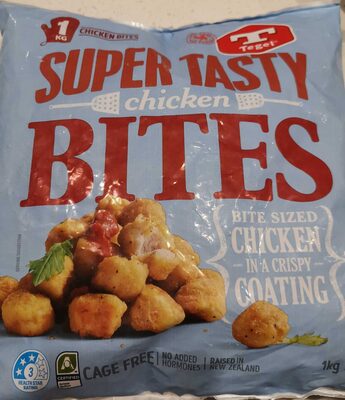 1
KG
CHICKEN BITES
T
Tegel
SUPER TASTY
chicken
BITES
BITE SIZED
CHICKEN
IN A CRISPY
COATING
3
HEALTH STAR
RATING
CERTIFIED
CAGE FREE
NO ADDED
HORMONES
RAISED IN
NEW ZEALAND
1kg